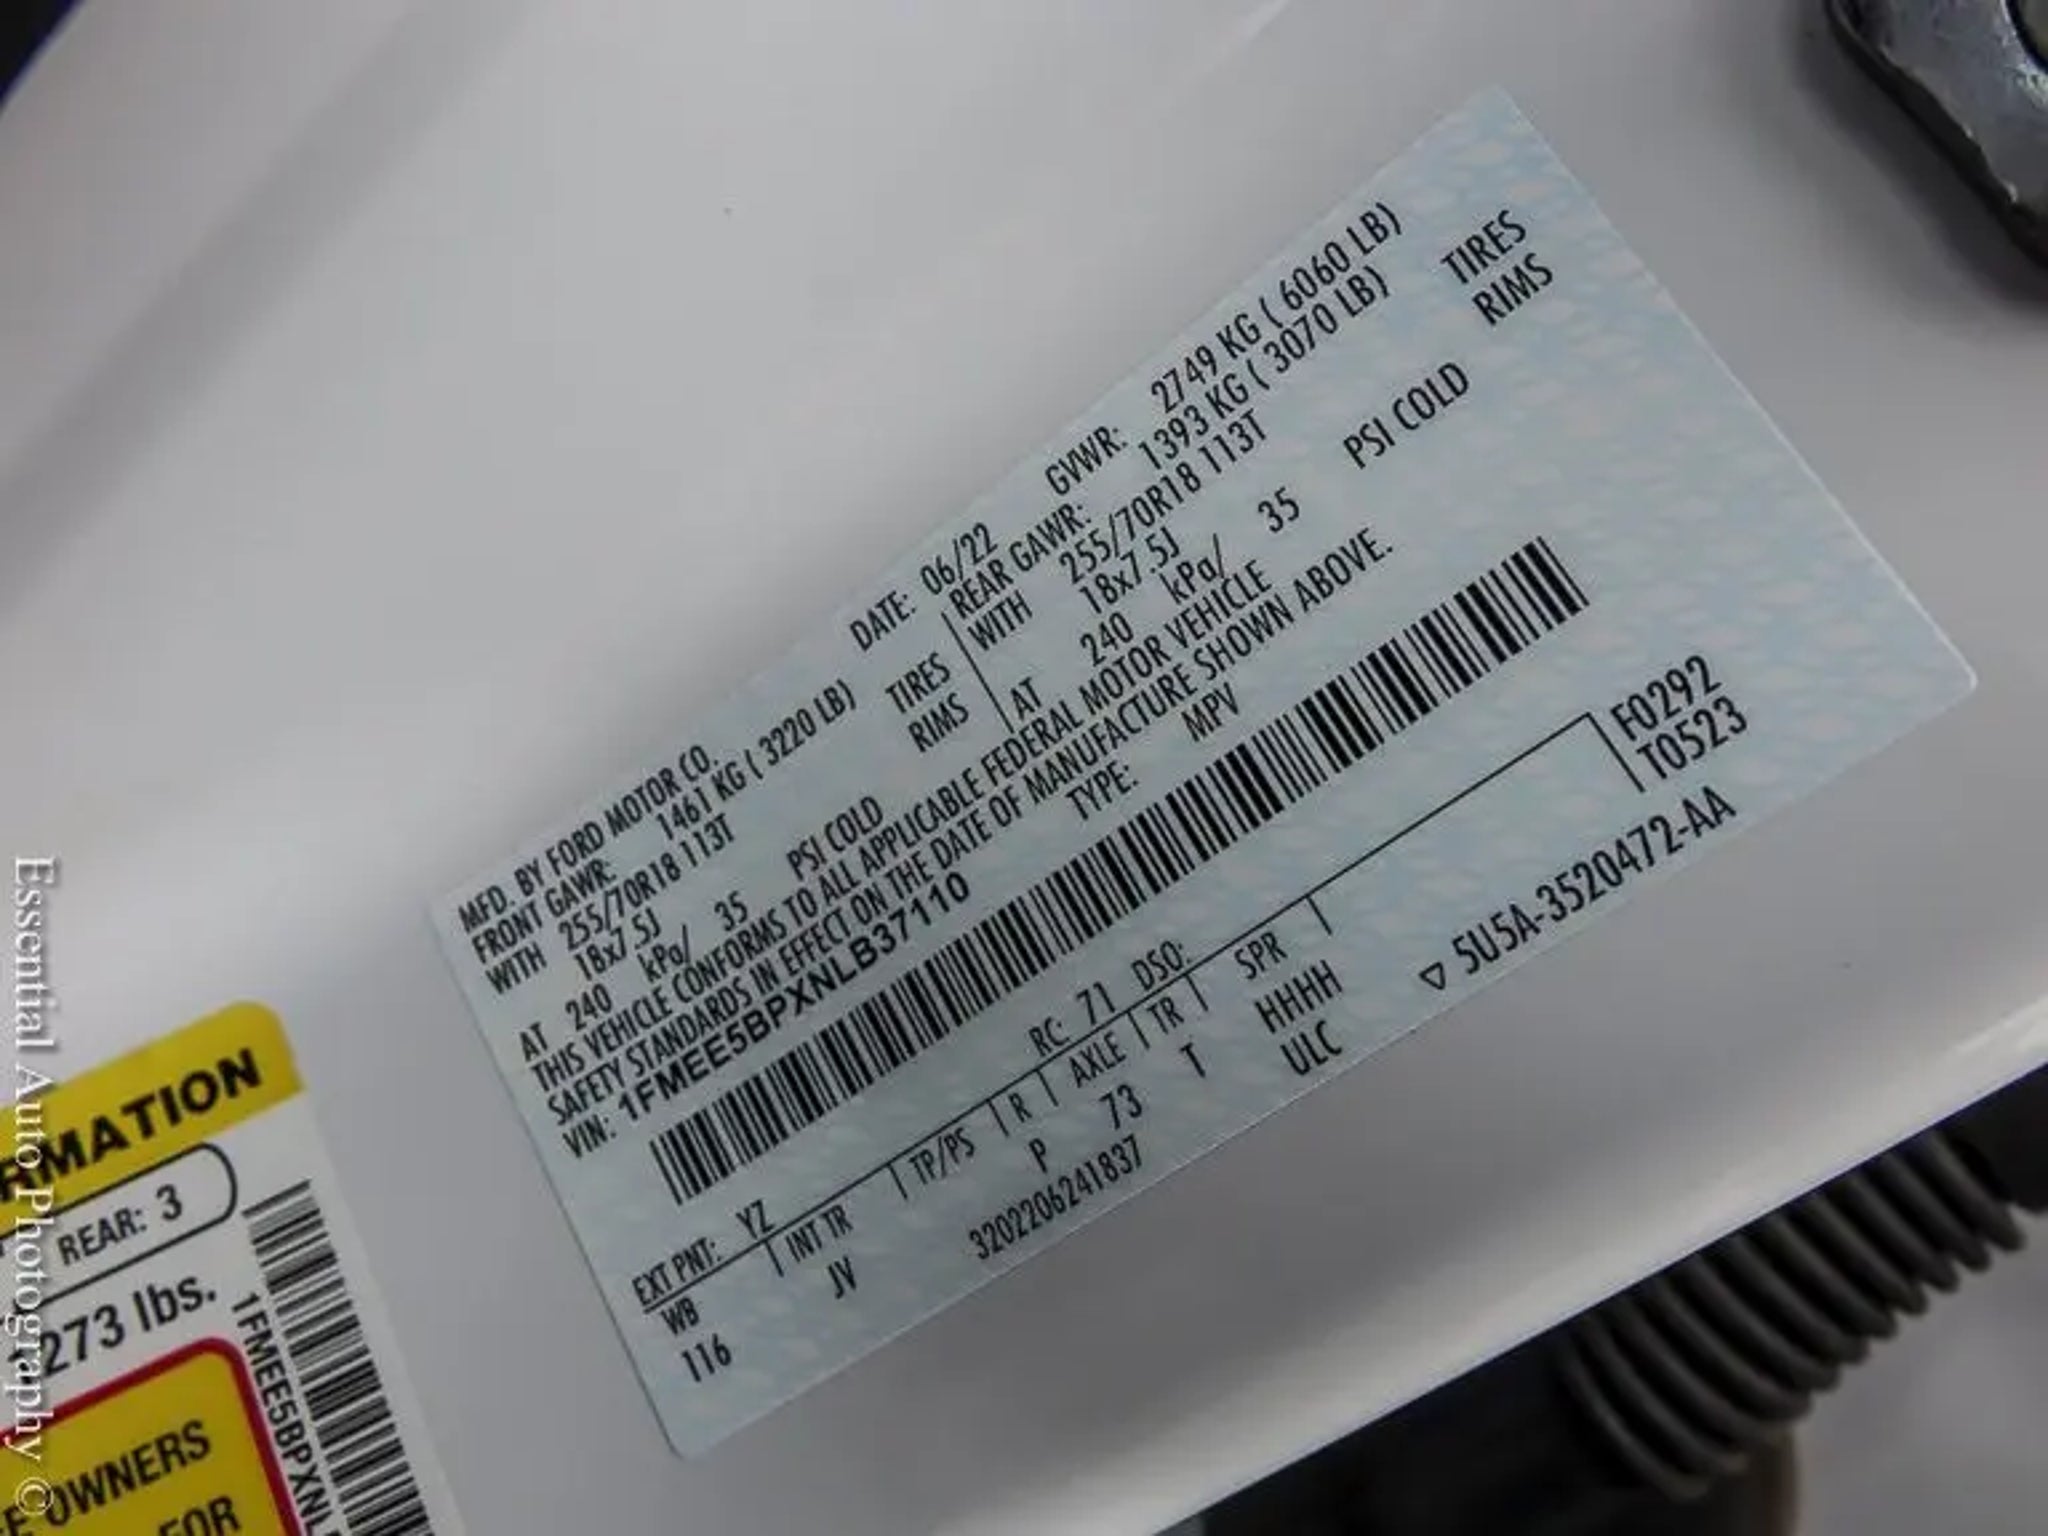 MFD. BY FORD MOTOR CO.
DATE: 06/22
GVWR: 2749 KG ( 6060 LB)
FRONT GAWR: 1461 KG ( 3220 LB)
REAR GAWR: 1393 KG ( 3070 LB)
WITH 255/70R18 113T TIRES
WITH 255/70R18 113T TIRES
18x7.5J RIMS
18x7.5J RIMS
AT 240 kPa/ 35 PSI COLD
AT 240 kPa/ 35 PSI COLD
THIS VEHICLE CONFORMS TO ALL APPLICABLE FEDERAL MOTOR VEHICLE
SAFETY STANDARDS IN EFFECT ON THE DATE OF MANUFACTURE SHOWN ABOVE.
VIN: 1FMEE5BPXNLB37110
TYPE: MPV
F0292
T0523
EXT PNT: YZ
RC: 71 DSO:
WB | INT TR | TP/PS | R | AXLE | TR | SPR |
116 JV P 73 T HHHH
ULC
3202206241837
▽ 5U5A-3520472-AA
RMATION
REAR: 3
273 lbs.
1FMEE5BPXNL
OWNERS
FOR
Essential Auto Photography ©